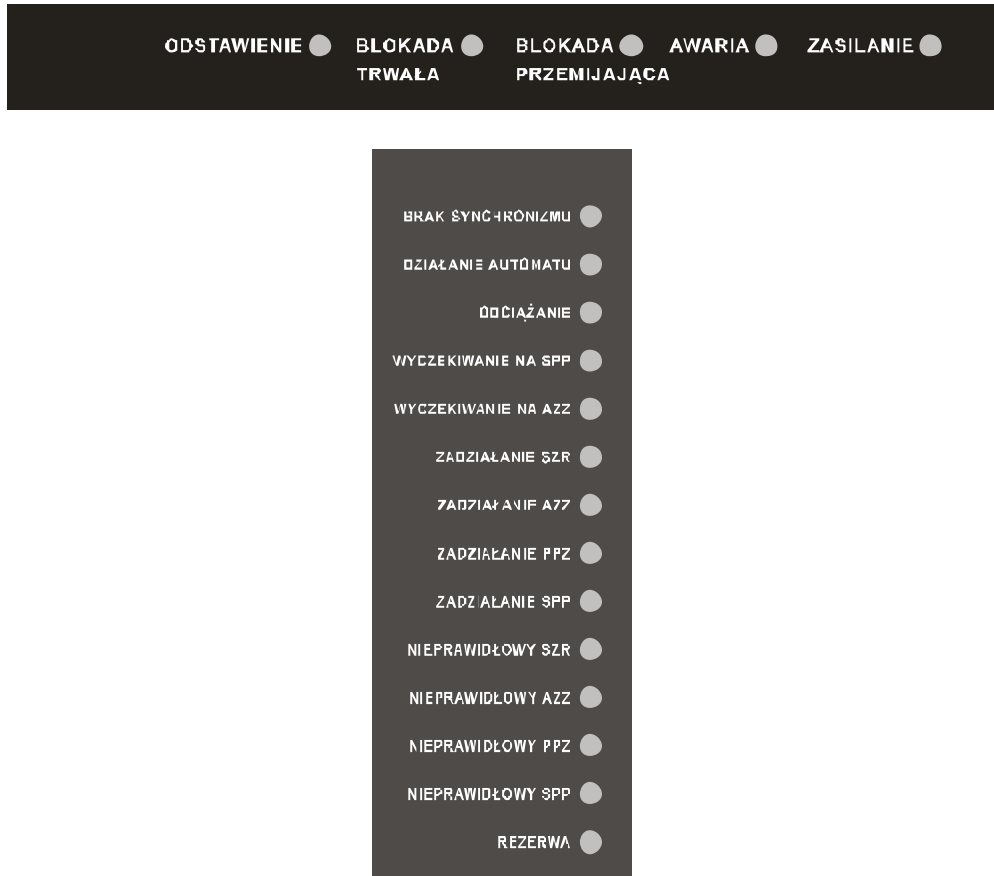 ODSTAWIENIE BLOKADA BLOKADA AWARIA ZASILANIE
TRWAŁA PRZEMIJAJĄCA
BRAK SYNCHRONIZMU
DZIAŁANIE AUTOMATU
DOCIĄŻANIE
WYCZEKIWANIE NA SPP
WYCZEKIWANIE NA AZZ
ZADZIAŁANIE SZR
ZADZIAŁANIE AZZ
ZADZIAŁANIE PPZ
ZADZIAŁANIE SPP
NIEPRAWIDŁOWY SZR
NIEPRAWIDŁOWY AZZ
NIEPRAWIDŁOWY PPZ
NIEPRAWIDŁOWY SPP
REZERWA